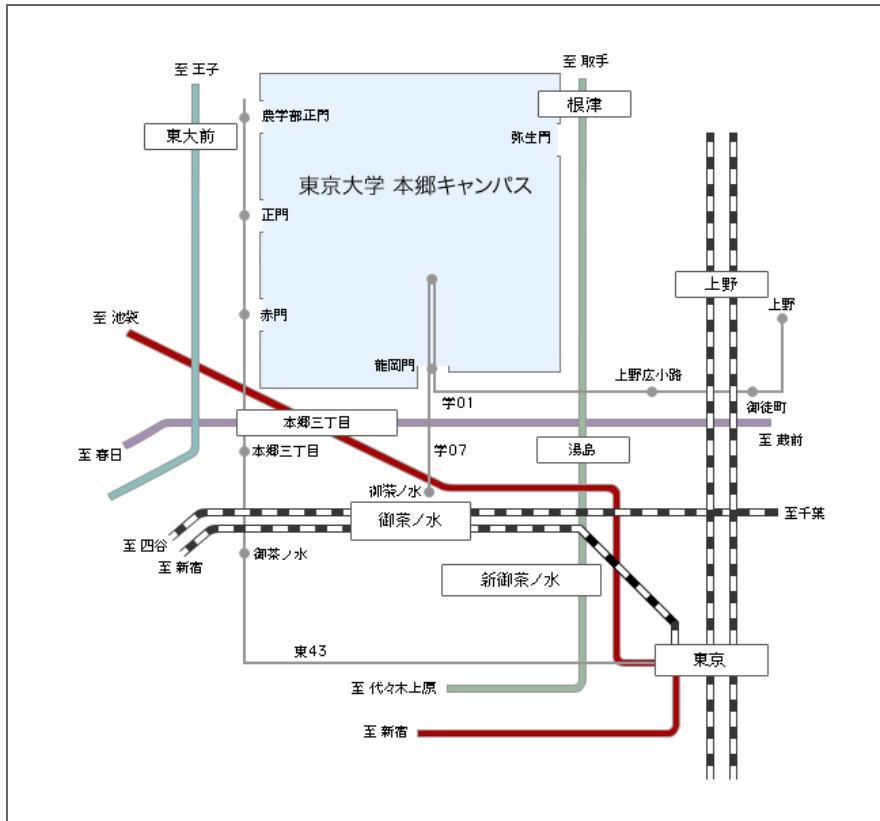 至 取手
至 王子
根津
農学部正門
東大前
弥生門
東京大学 本郷キャンパス
正門
上野
上野
至 池袋
赤門
龍岡門
上野広小路
学01
御徒町
本郷三丁目
至 春日
本郷三丁目
学07
湯島
至 蔵前
御茶ノ水
御茶ノ水
至千葉
至 四谷
至 新宿
御茶ノ水
新御茶ノ水
東43
東京
至 代々木上原
至 新宿